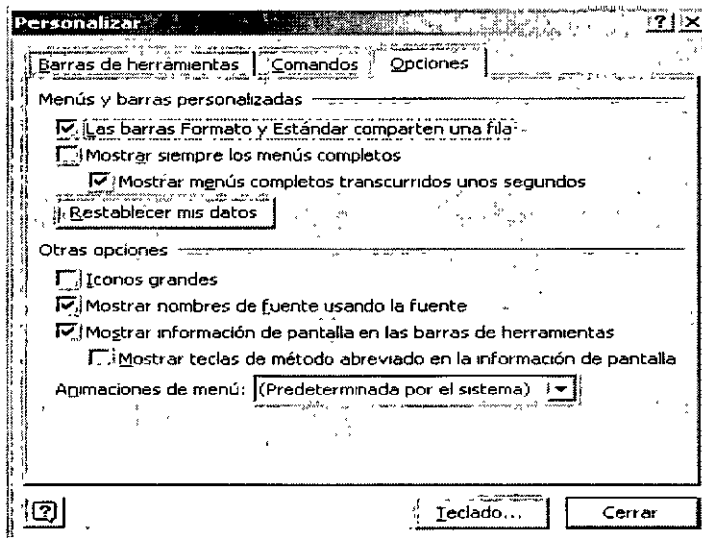 Personalizar
Barras de herramientas Comandos Opciones
Menús y barras personalizadas
Las barras Formato y Estándar comparten una fila
Mostrar siempre los menús completos
Mostrar menús completos transcurridos unos segundos
Restablecer mis datos
Otras opciones
Iconos grandes
Mostrar nombres de fuente usando la fuente
Mostrar información de pantalla en las barras de herramientas
Mostrar teclas de método abreviado en la información de pantalla
Animaciones de menú: (Predeterminada por el sistema)
Teclado... Cerrar